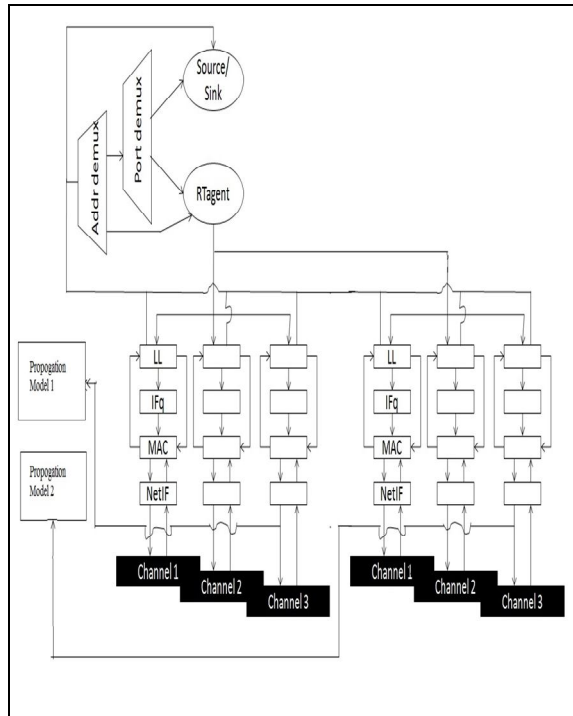 Source/
Sink
Port demux
Addr demux
RTagent
LL
LL
Propogation
Model 1
IFq
IFq
MAC
MAC
Propogation
Model 2
NetIF
NetIF
Channel 1
Channel 2
Channel 3
Channel 1
Channel 2
Channel 3